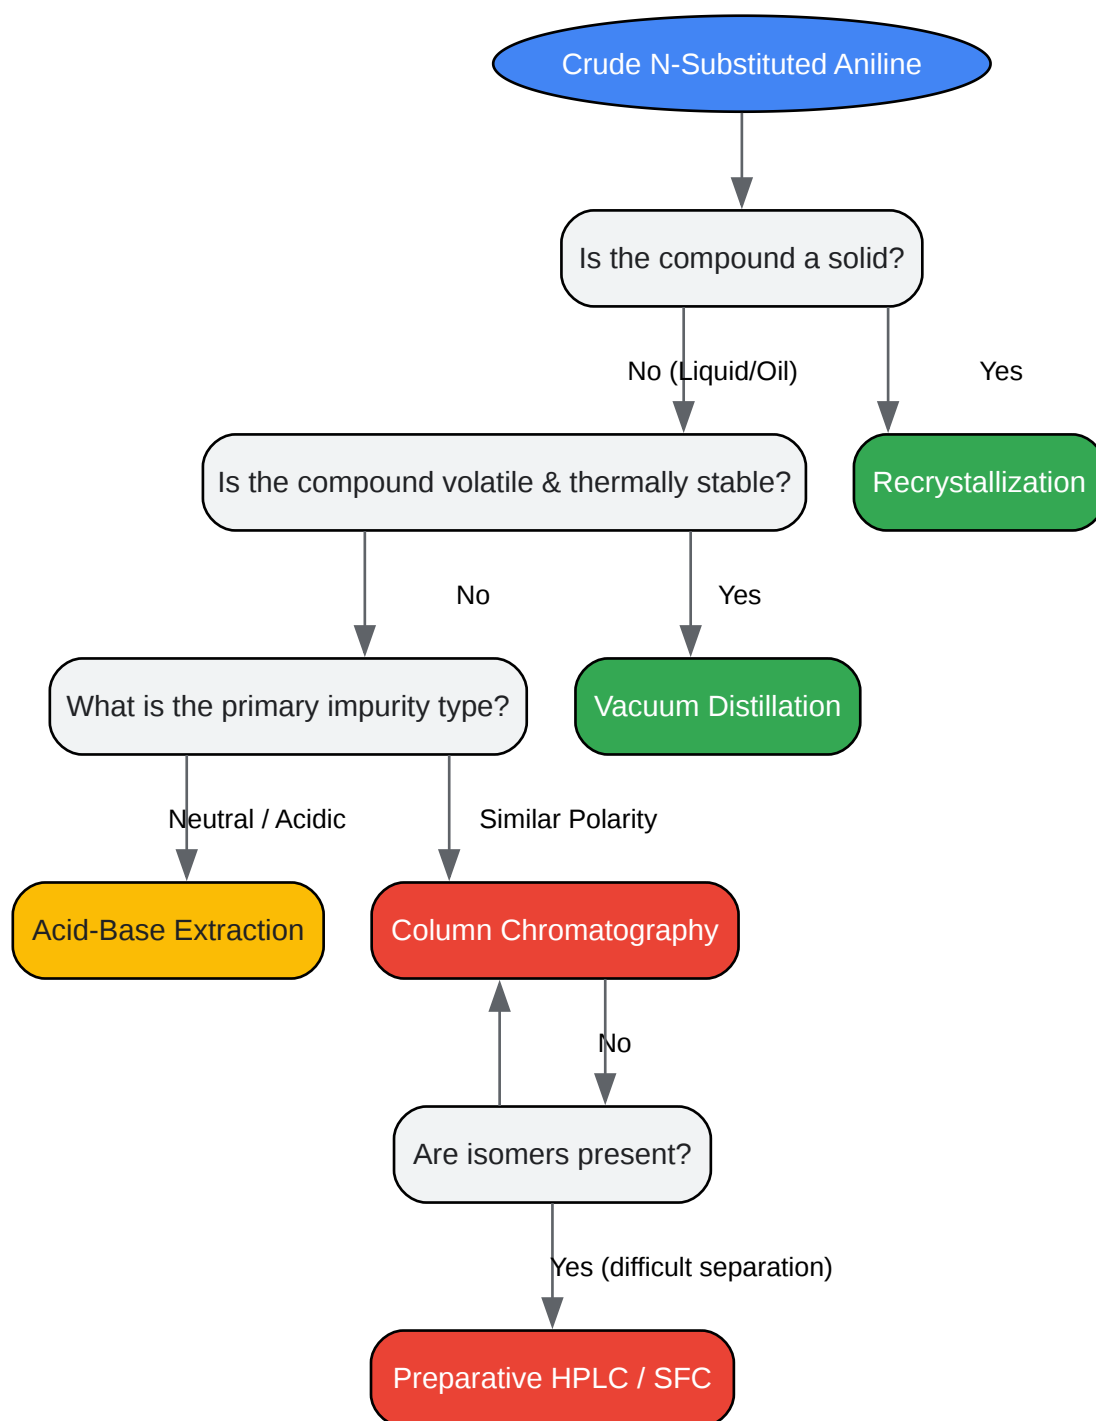 Crude N-Substituted Aniline
Is the compound a solid?
No (Liquid/Oil)
Yes
Is the compound volatile & thermally stable?
Recrystallization
No
Yes
What is the primary impurity type?
Vacuum Distillation
Neutral / Acidic
Similar Polarity
Acid-Base Extraction
Column Chromatography
No
Are isomers present?
Yes (difficult separation)
Preparative HPLC / SFC